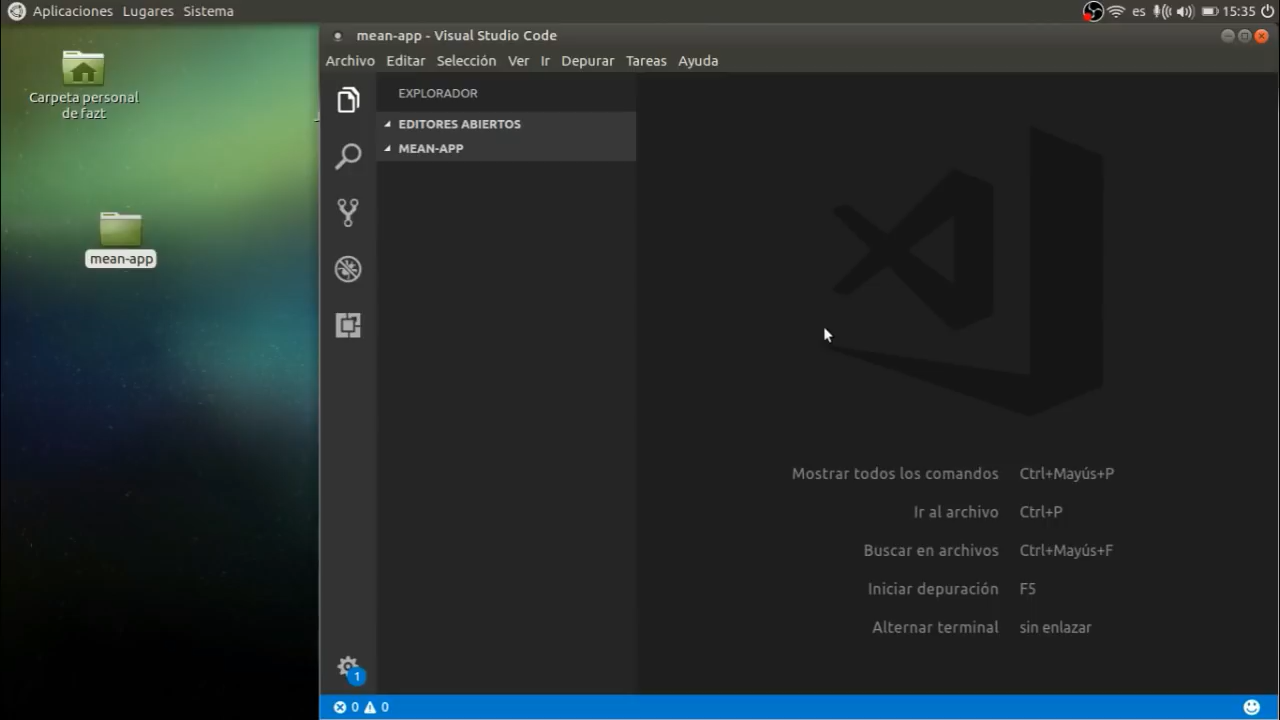 Aplicaciones Lugares Sistema
es 15:35
Carpeta personal
de fazt
mean-app
mean-app - Visual Studio Code
Archivo Editar Selección Ver Ir Depurar Tareas Ayuda
EXPLORADOR
EDITORES ABIERTOS
MEAN-APP
Mostrar todos los comandos Ctrl+Mayús+P
Ir al archivo Ctrl+P
Buscar en archivos Ctrl+Mayús+F
Iniciar depuración F5
Alternar terminal sin enlazar
1
0 0